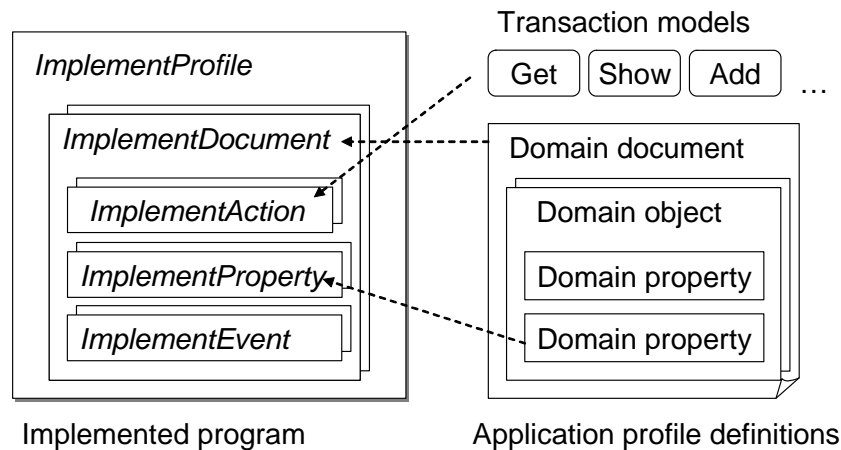 Transaction models
ImplementProfile
Get
Show
Add
...
ImplementDocument
Domain document
ImplementAction
Domain object
ImplementProperty
Domain property
ImplementEvent
Domain property
Implemented program
Application profile definitions